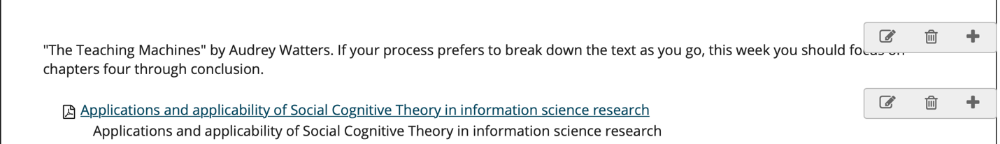 "The Teaching Machines" by Audrey Watters. If your process prefers to break down the text as you go, this week you should focus on
chapters four through conclusion.
Applications and applicability of Social Cognitive Theory in information science research
Applications and applicability of Social Cognitive Theory in information science research